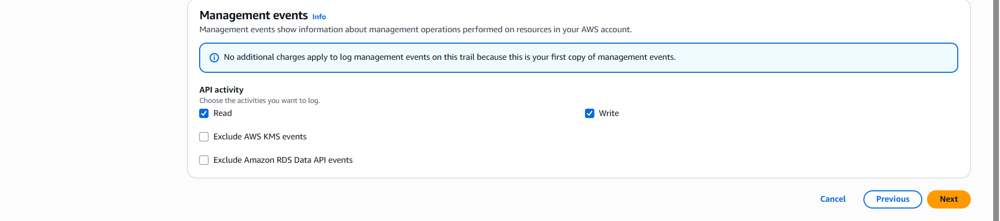 Management events Info
Management events show information about management operations performed on resources in your AWS account.
No additional charges apply to log management events on this trail because this is your first copy of management events.
API activity
Choose the activities you want to log.
Read Write
Exclude AWS KMS events
Exclude Amazon RDS Data API events
Cancel Previous Next